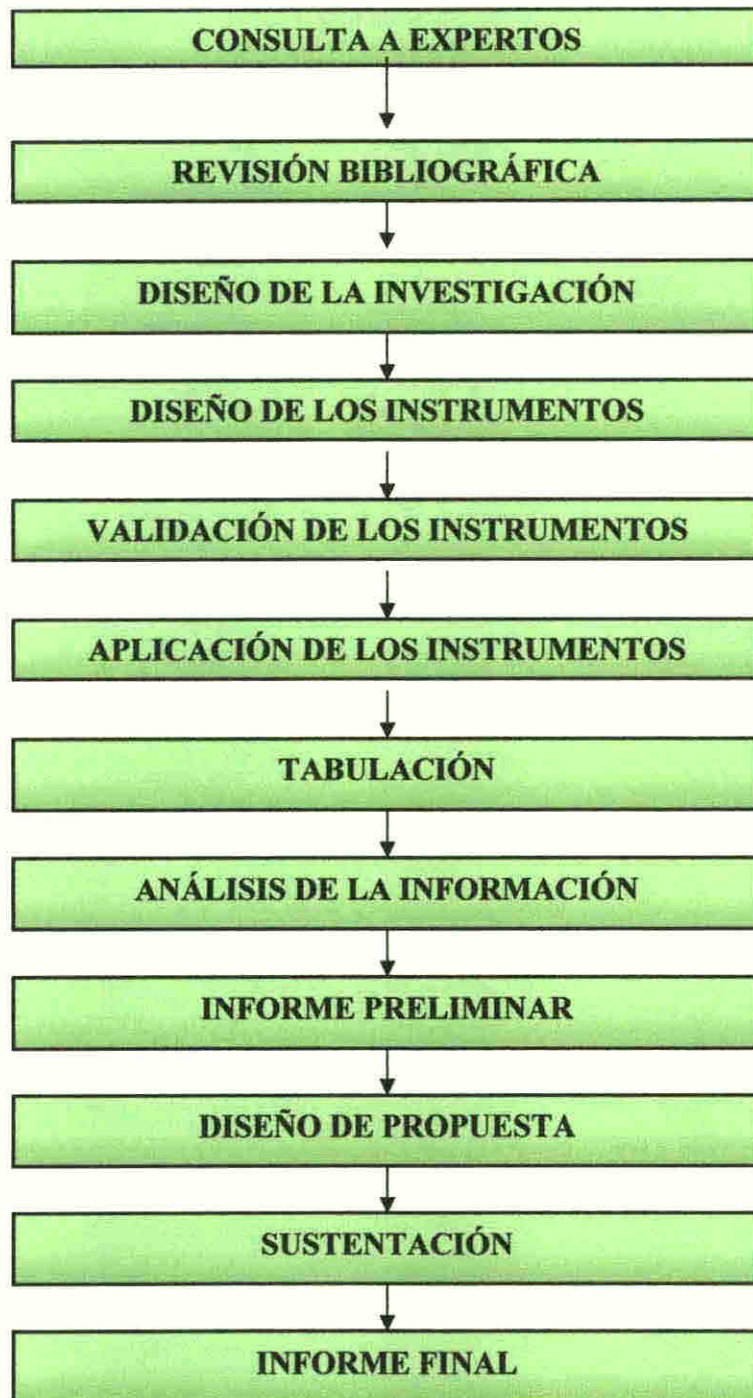 CONSULTA A EXPERTOS
REVISIÓN BIBLIOGRÁFICA
DISEÑO DE LA INVESTIGACIÓN
DISEÑO DE LOS INSTRUMENTOS
VALIDACIÓN DE LOS INSTRUMENTOS
APLICACIÓN DE LOS INSTRUMENTOS
TABULACIÓN
ANÁLISIS DE LA INFORMACIÓN
INFORME PRELIMINAR
DISEÑO DE PROPUESTA
SUSTENTACIÓN
INFORME FINAL